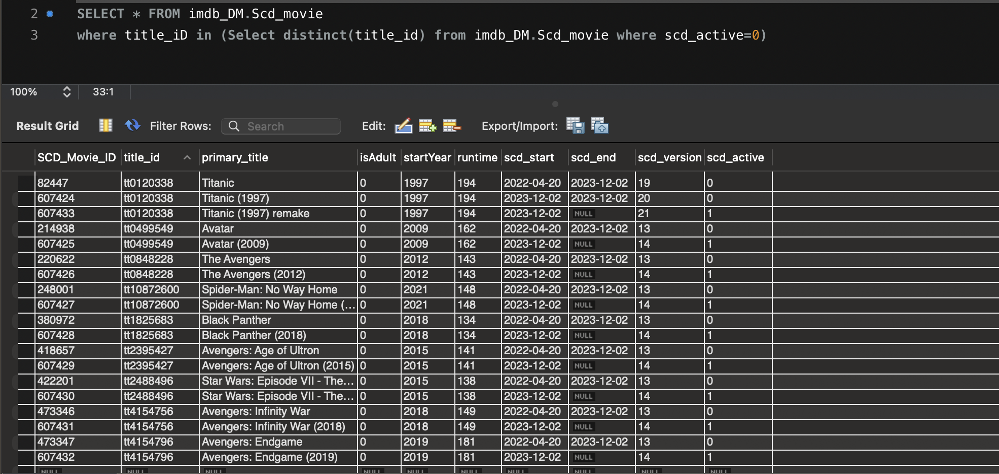 2 SELECT * FROM imdb_DM.Scd_movie
3 where title_iD in (Select distinct(title_id) from imdb_DM.Scd_movie where scd_active=0)
100% 33:1
Result Grid Filter Rows: Search Edit: Export/Import:
SCD_Movie_ID title_id primary_title isAdult startYear runtime scd_start scd_end scd_version scd_active
82447 tt0120338 Titanic 0 1997 194 2022-04-20 2023-12-02 19 0
607424 tt0120338 Titanic (1997) 0 1997 194 2023-12-02 2023-12-02 20 0
607433 tt0120338 Titanic (1997) remake 0 1997 194 2023-12-02 NULL 21 1
214938 tt0499549 Avatar 0 2009 162 2022-04-20 2023-12-02 13 0
607425 tt0499549 Avatar (2009) 0 2009 162 2023-12-02 NULL 14 1
220622 tt0848228 The Avengers 0 2012 143 2022-04-20 2023-12-02 13 0
607426 tt0848228 The Avengers (2012) 0 2012 143 2023-12-02 NULL 14 1
248001 tt10872600 Spider-Man: No Way Home 0 2021 148 2022-04-20 2023-12-02 13 0
607427 tt10872600 Spider-Man: No Way Home (... 0 2021 148 2023-12-02 NULL 14 1
380972 tt1825683 Black Panther 0 2018 134 2022-04-20 2023-12-02 13 0
607428 tt1825683 Black Panther (2018) 0 2018 134 2023-12-02 NULL 14 1
418657 tt2395427 Avengers: Age of Ultron 0 2015 141 2022-04-20 2023-12-02 13 0
607429 tt2395427 Avengers: Age of Ultron (2015) 0 2015 141 2023-12-02 NULL 14 1
422201 tt2488496 Star Wars: Episode VII - The... 0 2015 138 2022-04-20 2023-12-02 13 0
607430 tt2488496 Star Wars: Episode VII - The... 0 2015 138 2023-12-02 NULL 14 1
473346 tt4154756 Avengers: Infinity War 0 2018 149 2022-04-20 2023-12-02 13 0
607431 tt4154756 Avengers: Infinity War (2018) 0 2018 149 2023-12-02 NULL 14 1
473347 tt4154796 Avengers: Endgame 0 2019 181 2022-04-20 2023-12-02 13 0
607432 tt4154796 Avengers: Endgame (2019) 0 2019 181 2023-12-02 NULL 14 1
NULL NULL NULL NULL NULL NULL NULL NULL NULL NULL